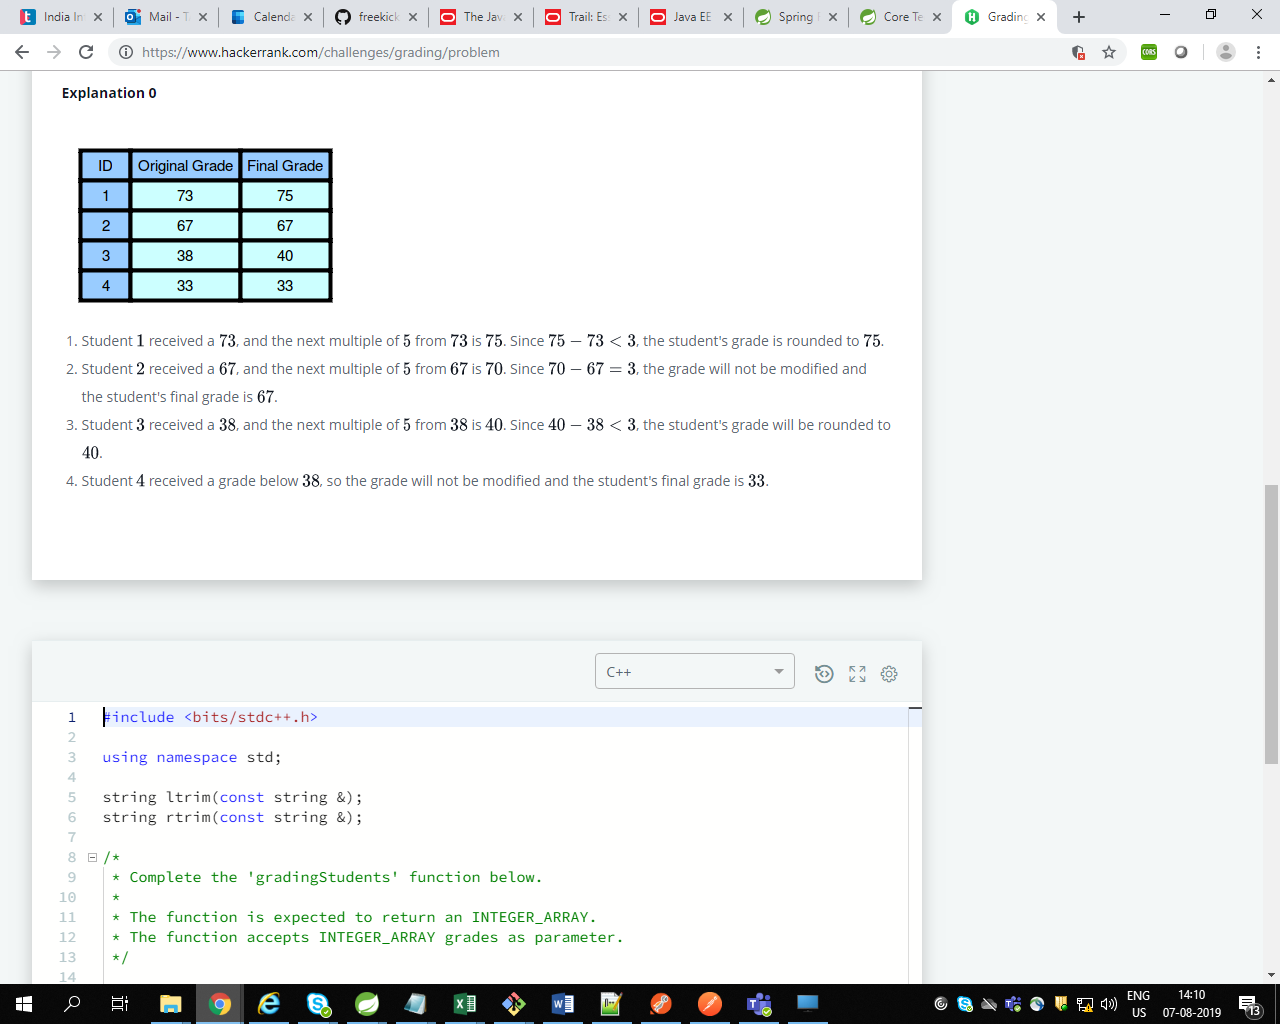 India In
Mail - T
Calenda
freekick
The Jav
Trail: Es
Java EE
Spring
Core Te
Grading
https://www.hackerrank.com/challenges/grading/problem
CORS
Explanation 0
ID Original Grade Final Grade
1 73 75
2 67 67
3 38 40
4 33 33
1. Student 1 received a 73, and the next multiple of 5 from 73 is 75. Since 75 − 73 < 3, the student's grade is rounded to 75.
2. Student 2 received a 67, and the next multiple of 5 from 67 is 70. Since 70 − 67 = 3, the grade will not be modified and
the student's final grade is 67.
3. Student 3 received a 38, and the next multiple of 5 from 38 is 40. Since 40 − 38 < 3, the student's grade will be rounded to
40.
4. Student 4 received a grade below 38, so the grade will not be modified and the student's final grade is 33.
C++
1 #include <bits/stdc++.h>
2
3 using namespace std;
4
5 string ltrim(const string &);
6 string rtrim(const string &);
7
8 /*
9 * Complete the 'gradingStudents' function below.
10 *
11 * The function is expected to return an INTEGER_ARRAY.
12 * The function accepts INTEGER_ARRAY grades as parameter.
13 */
14
ENG
US
14:10
07-08-2019
13